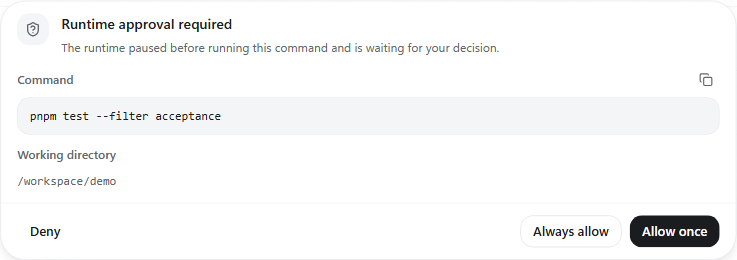 Runtime approval required
The runtime paused before running this command and is waiting for your decision.
Command
pnpm test --filter acceptance
Working directory
/workspace/demo
Deny
Always allow
Allow once